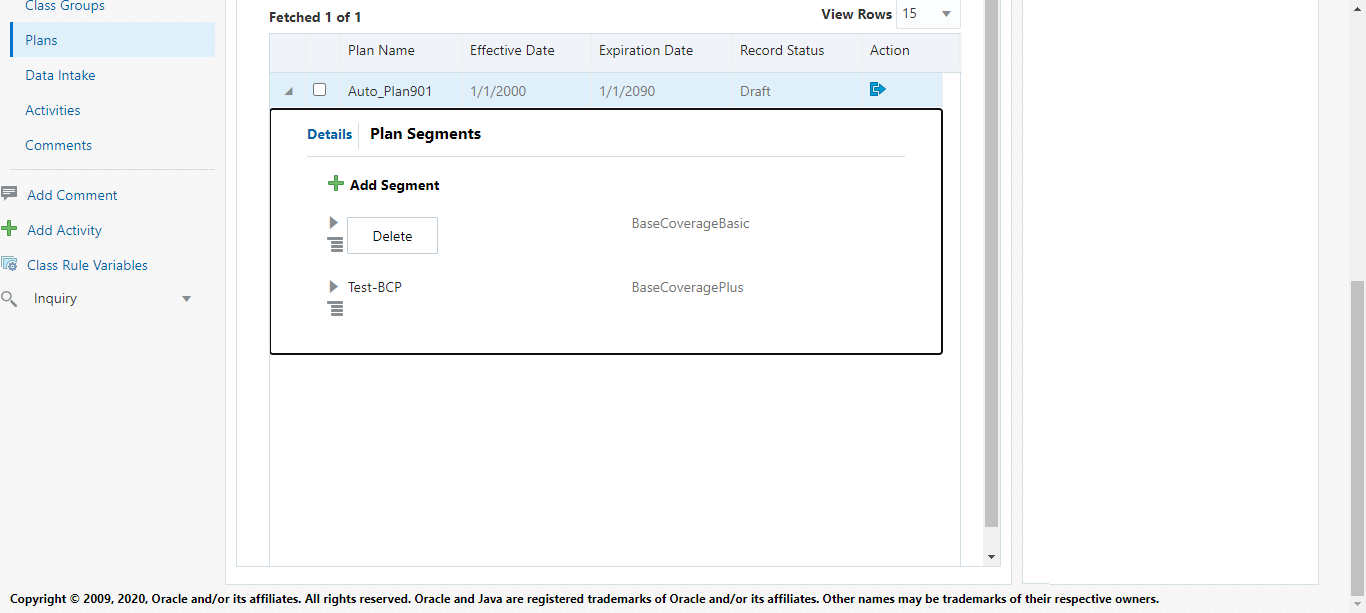 Class Groups
Plans
Data Intake
Activities
Comments
Add Comment
Add Activity
Class Rule Variables
Inquiry
Fetched 1 of 1
View Rows 15
Plan Name Effective Date Expiration Date Record Status Action
Auto_Plan901 1/1/2000 1/1/2090 Draft
Details Plan Segments
Add Segment
Delete BaseCoverageBasic
Test-BCP BaseCoveragePlus
Copyright © 2009, 2020, Oracle and/or its affiliates. All rights reserved. Oracle and Java are registered trademarks of Oracle and/or its affiliates. Other names may be trademarks of their respective owners.